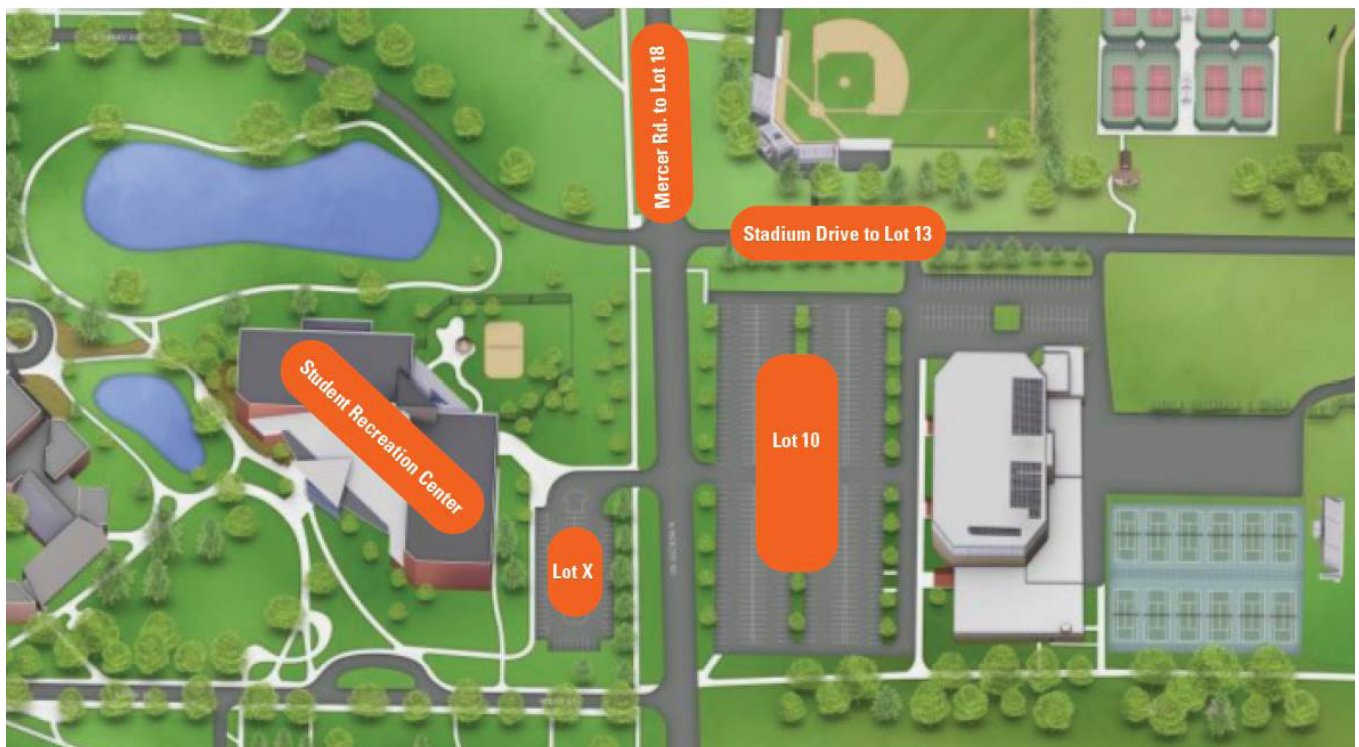 Mercer Rd. to Lot 18
Stadium Drive to Lot 13
Student Recreation Center
Lot 10
Lot X